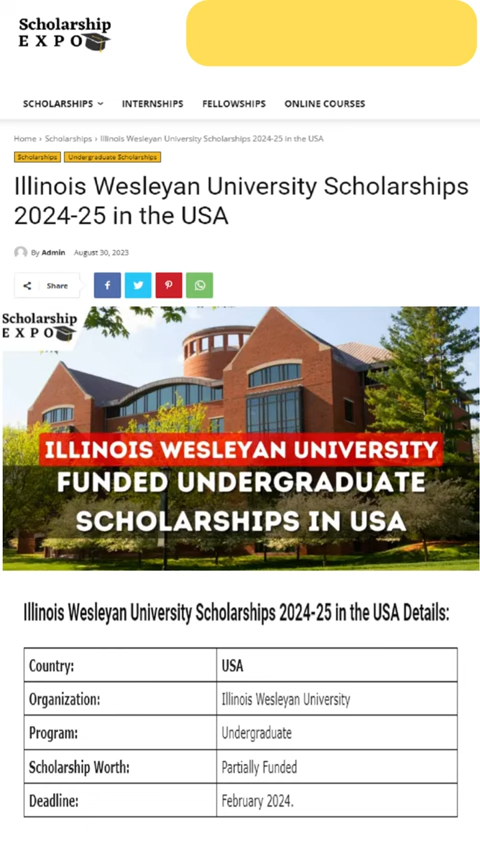 Scholarship
EXPO
SCHOLARSHIPS
INTERNSHIPS
FELLOWSHIPS
ONLINE COURSES
Home › Scholarships › Illinois Wesleyan University Scholarships 2024-25 in the USA
Scholarships
Undergraduate Scholarships
Illinois Wesleyan University Scholarships
2024-25 in the USA
By Admin August 30, 2023
Share
Scholarship
EXPO
ILLINOIS WESLEYAN UNIVERSITY
FUNDED UNDERGRADUATE
SCHOLARSHIPS IN USA
Illinois Wesleyan University Scholarships 2024-25 in the USA Details:
Country: USA
Organization: Illinois Wesleyan University
Program: Undergraduate
Scholarship Worth: Partially Funded
Deadline: February 2024.